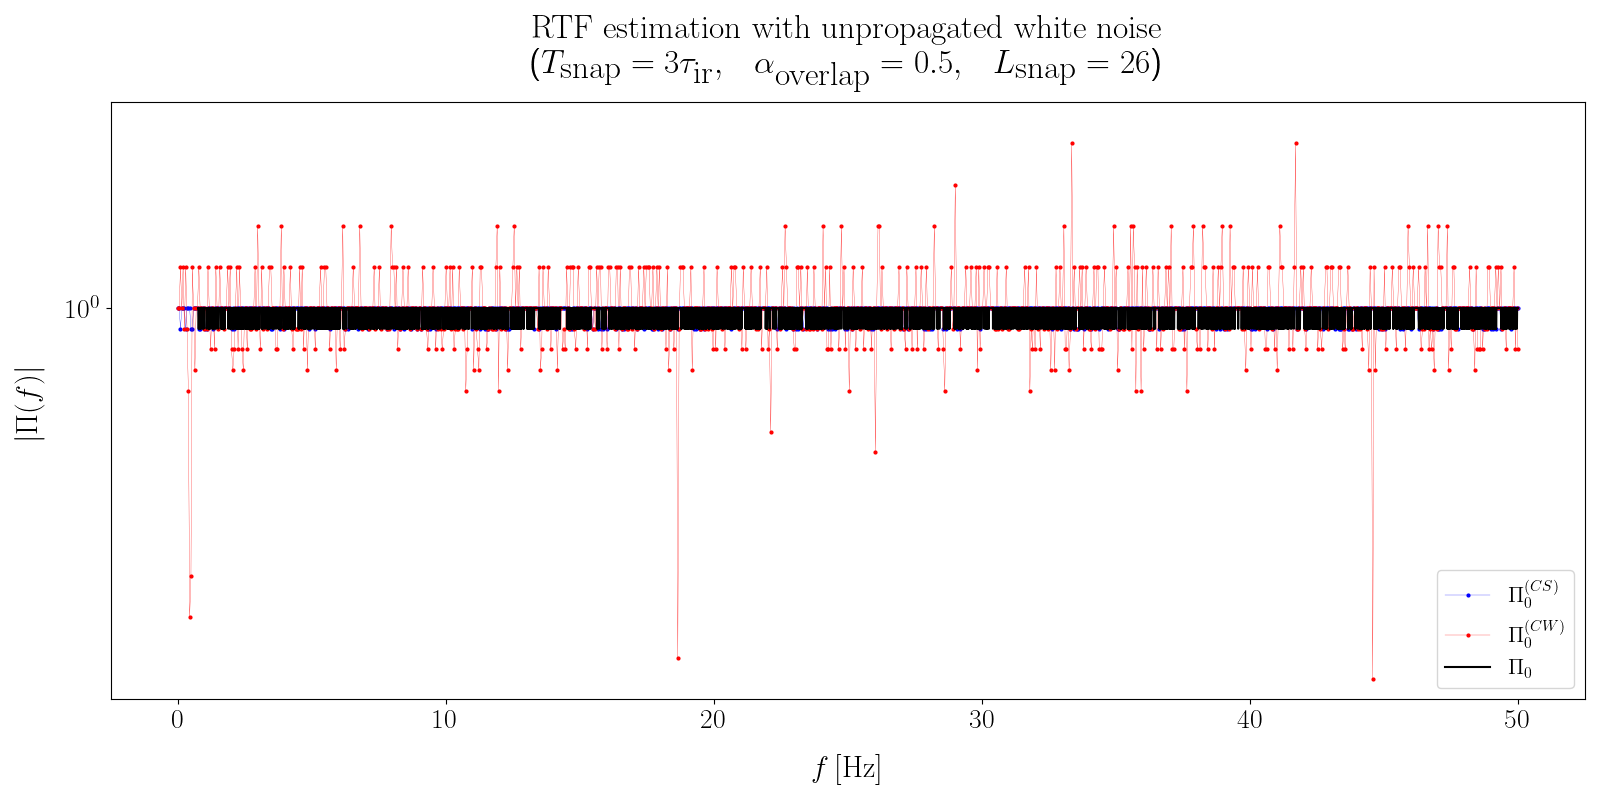 RTF estimation with unpropagated white noise
(T_snap = 3τ_ir, α_overlap = 0.5, L_snap = 26)
10^0
|Π(f)|
Π_0^(CS)
Π_0^(CW)
Π_0
0 10 20 30 40 50
f [Hz]